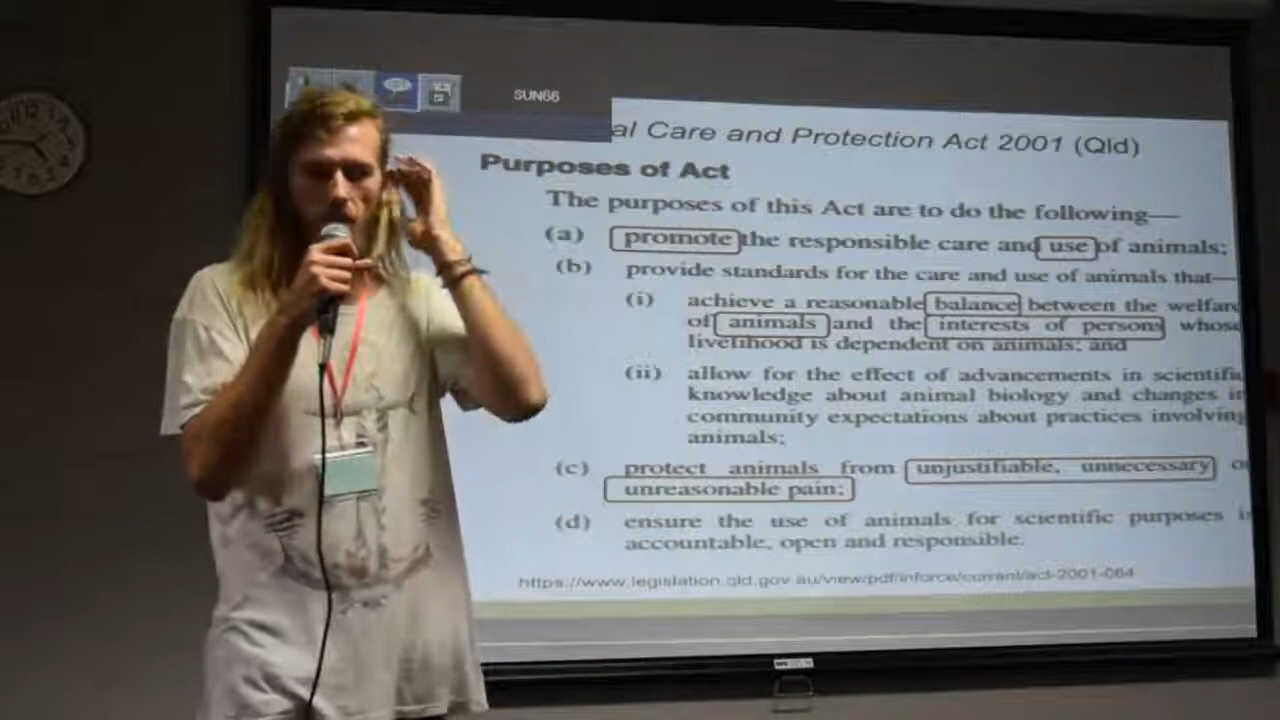 SUN66
al Care and Protection Act 2001 (Qld)
Purposes of Act
The purposes of this Act are to do the following—
(a) promote the responsible care and use of animals;
(b) provide standards for the care and use of animals that—
(i) achieve a reasonable balance between the welfare
of animals and the interests of persons whose
livelihood is dependent on animals; and
(ii) allow for the effect of advancements in scientific
knowledge about animal biology and changes in
community expectations about practices involving
animals;
(c) protect animals from unjustifiable, unnecessary or
unreasonable pain;
(d) ensure the use of animals for scientific purposes is
accountable, open and responsible.
https://www.legislation.qld.gov.au/view/pdf/inforce/current/act-2001-064